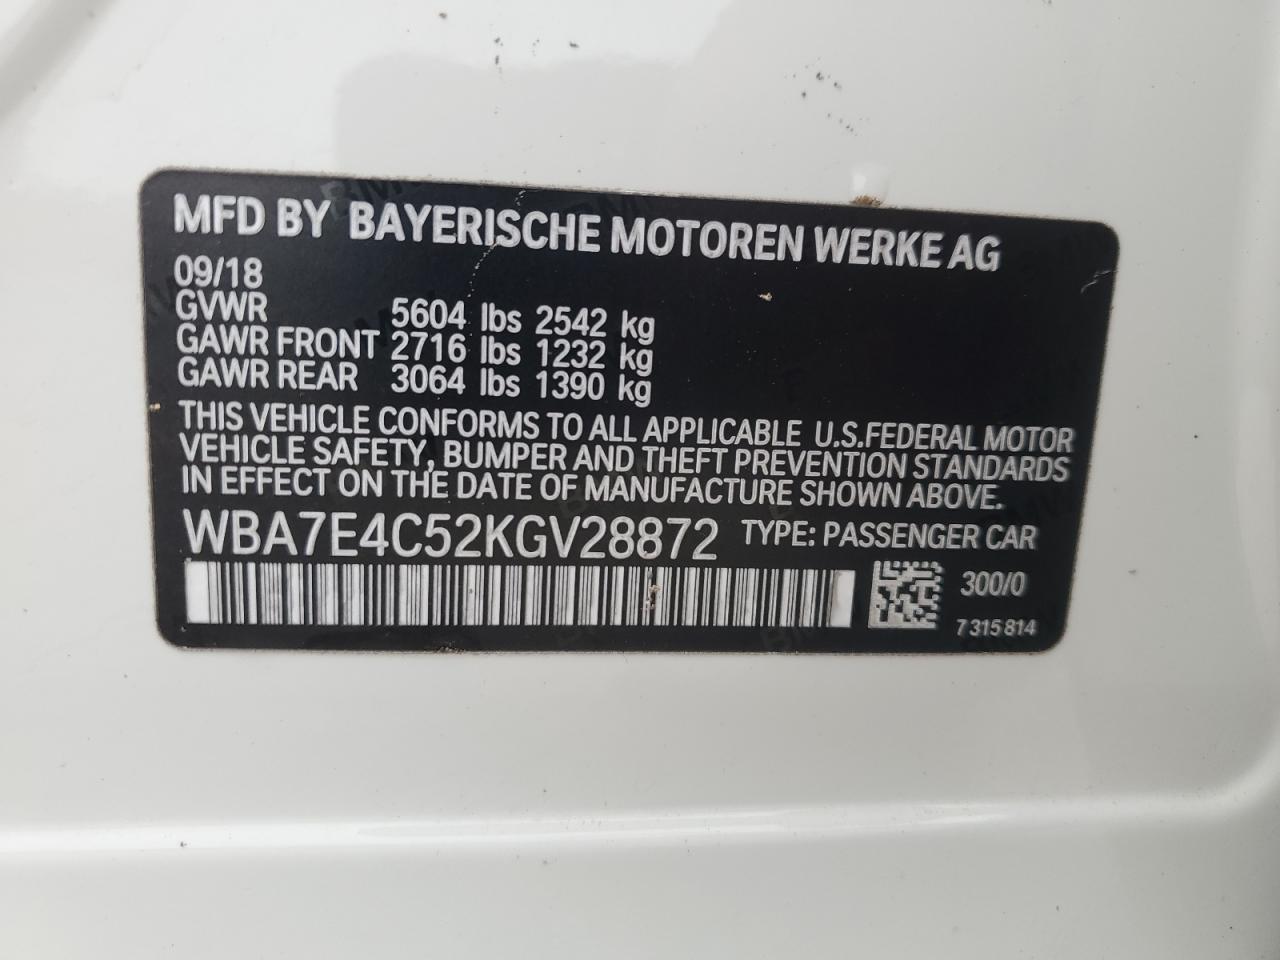 MFD BY BAYERISCHE MOTOREN WERKE AG
09/18
GVWR 5604 lbs 2542 kg
GAWR FRONT 2716 lbs 1232 kg
GAWR REAR 3064 lbs 1390 kg
THIS VEHICLE CONFORMS TO ALL APPLICABLE U.S.FEDERAL MOTOR
VEHICLE SAFETY, BUMPER AND THEFT PREVENTION STANDARDS
IN EFFECT ON THE DATE OF MANUFACTURE SHOWN ABOVE.
WBA7E4C52KGV28872 TYPE: PASSENGER CAR
300/0
7 315 814